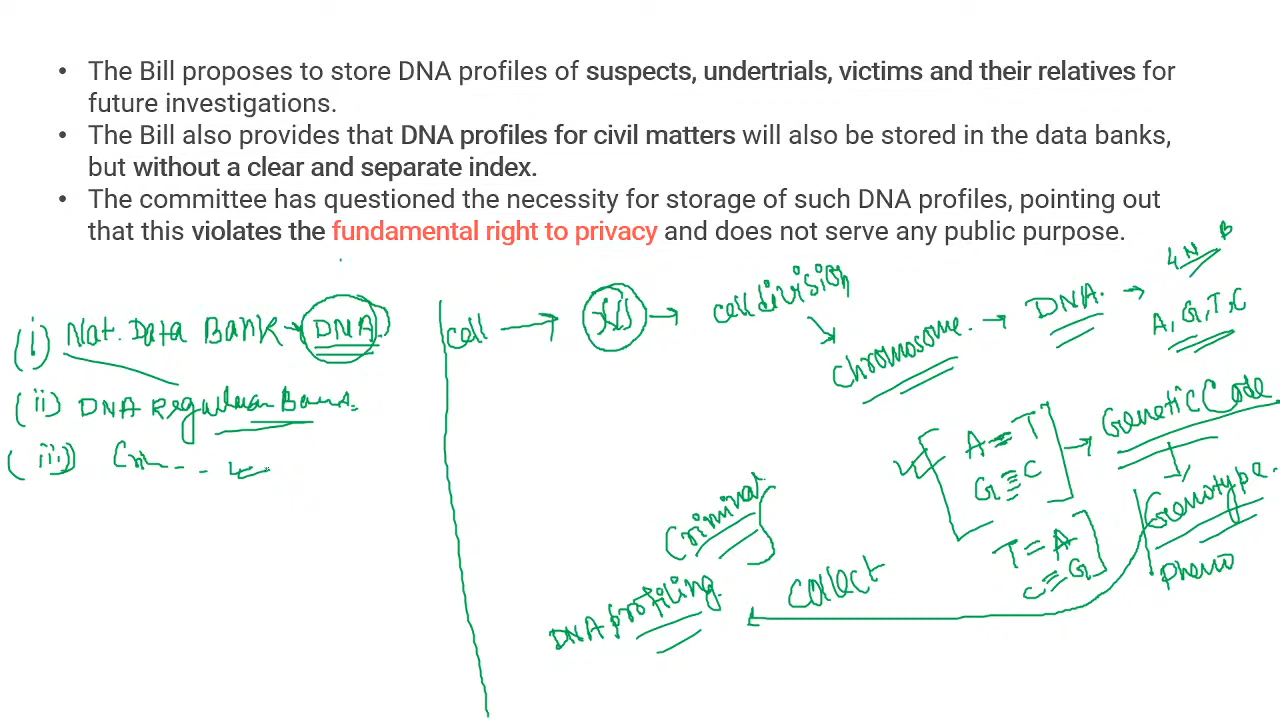 • The Bill proposes to store DNA profiles of suspects, undertrials, victims and their relatives for
future investigations.
• The Bill also provides that DNA profiles for civil matters will also be stored in the data banks,
but without a clear and separate index.
• The committee has questioned the necessity for storage of such DNA profiles, pointing out
that this violates the fundamental right to privacy and does not serve any public purpose.
(i) Nat. Data Bank → DNA
(ii) DNA
(iii)
cell →
→ cell division
chromosome. → DNA. →
4 N B
A, G, T, C
A = T
G ≡ C
→ Genetic Code
T = A
C ≡ G
Genotype.
Pheno
Collect
Criminal
DNA profiling.